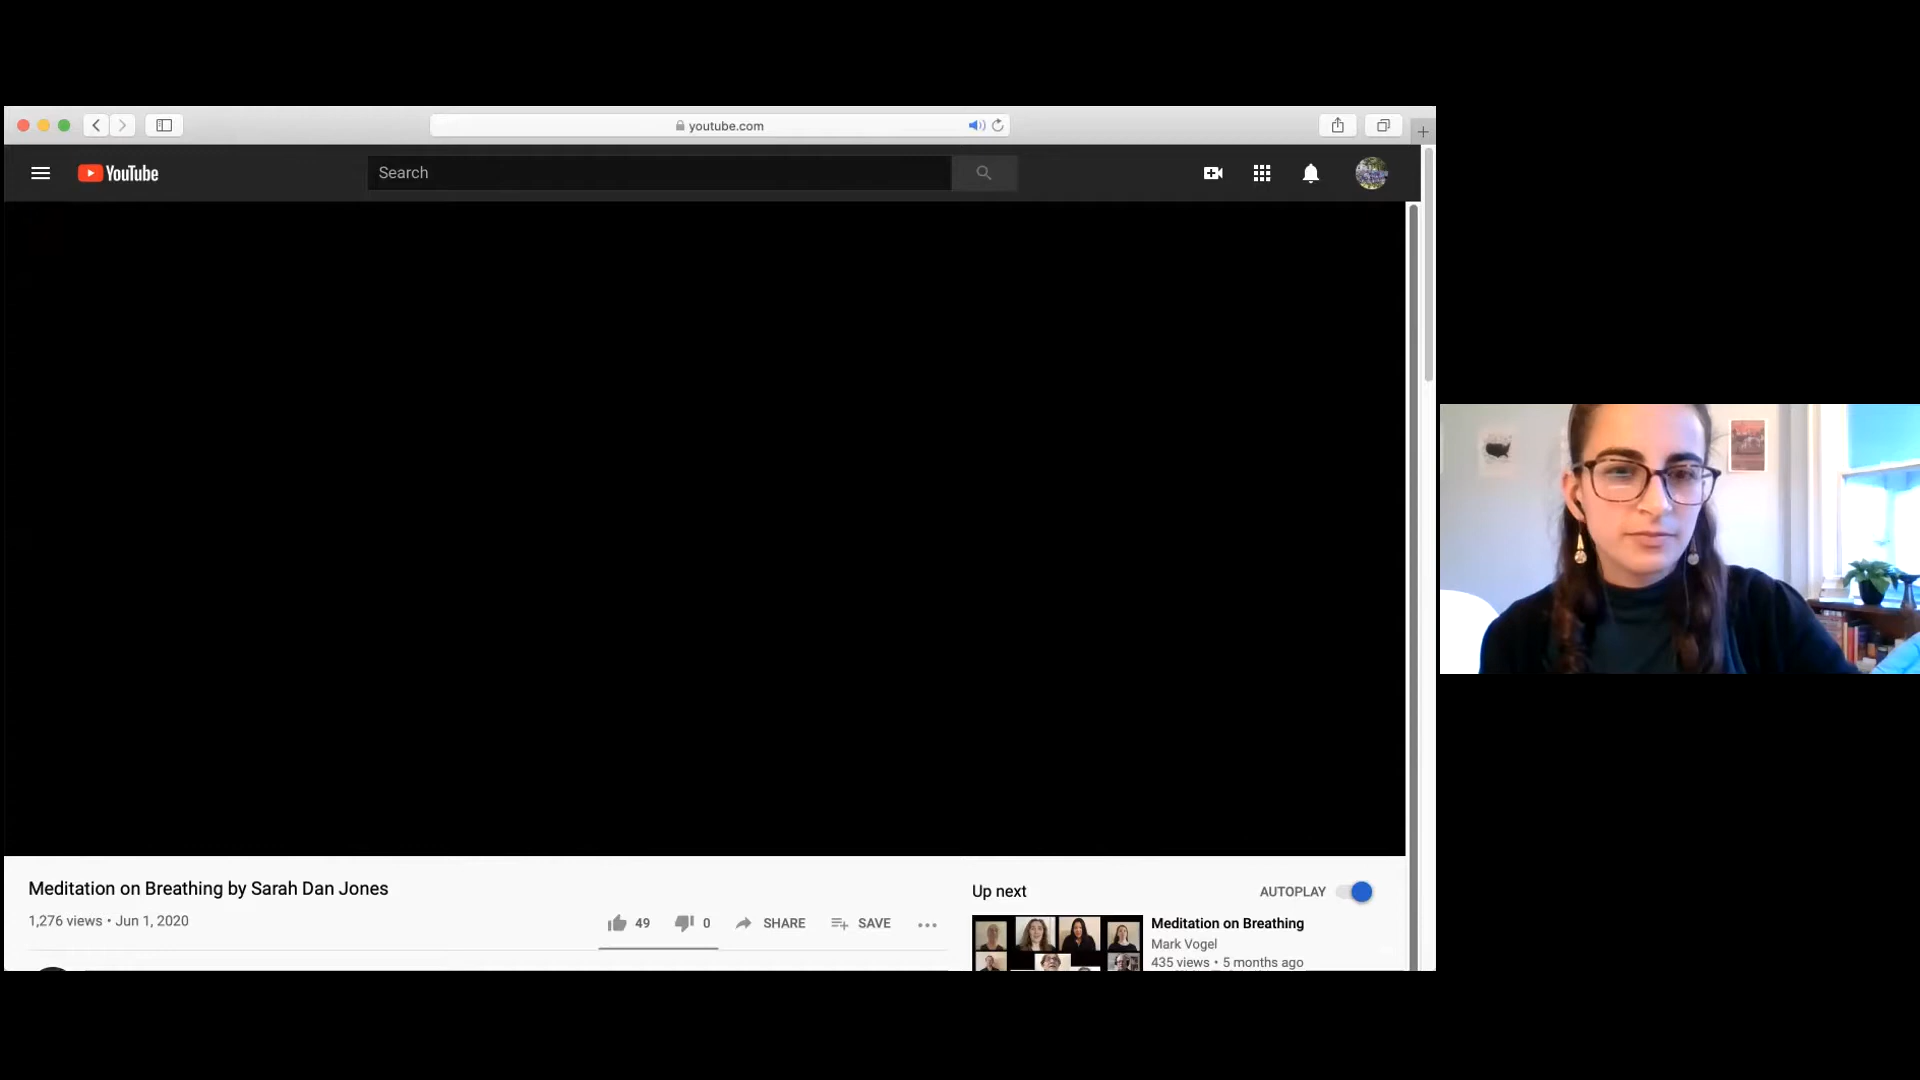 youtube.com
YouTube
Search
Meditation on Breathing by Sarah Dan Jones
1,276 views • Jun 1, 2020
49
0
SHARE
SAVE
Up next
AUTOPLAY
Meditation on Breathing
Mark Vogel
435 views • 5 months ago